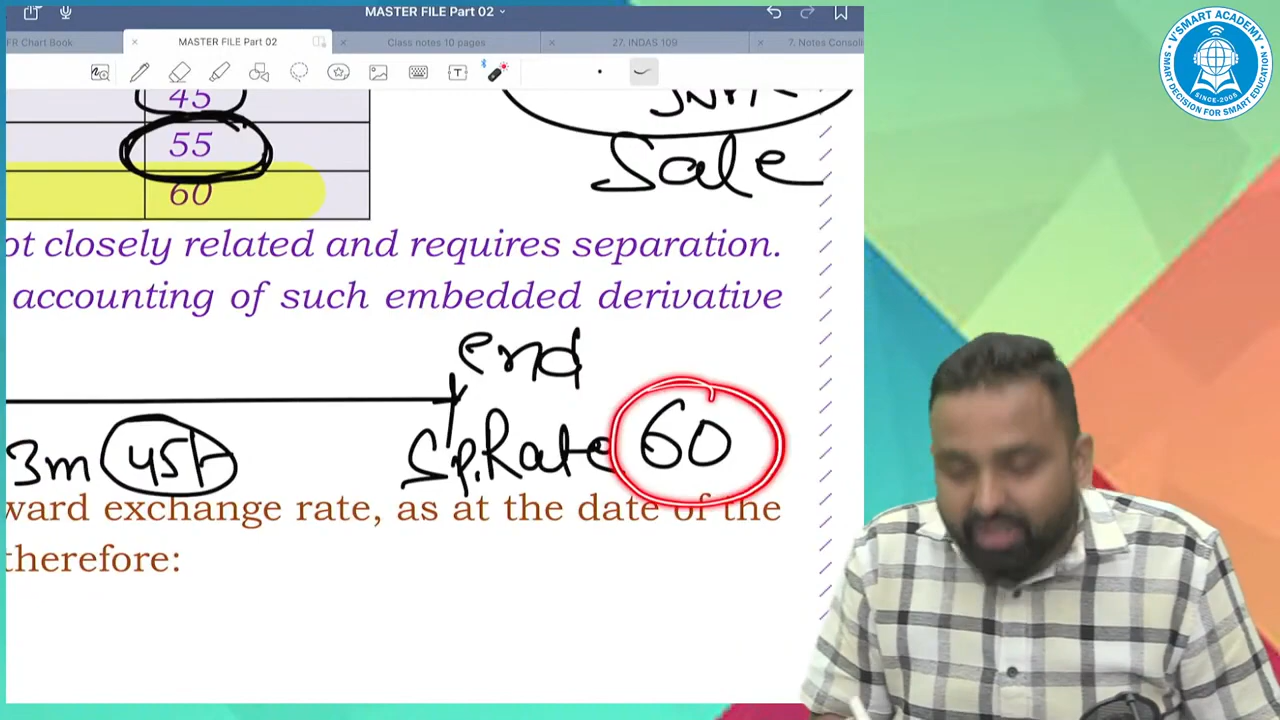 MASTER FILE Part 02
FR Chart Book
MASTER FILE Part 02
Class notes 10 pages
27. INDAS 109
7. Notes Consoli
T
45
55
60
Sale
ot closely related and requires separation.
accounting of such embedded derivative
end
3m 45
Sp.Rate 60
ward exchange rate, as at the date of the
therefore:
V'SMART ACADEMY
SMART DECISION FOR SMART EDUCATION
SINCE-2005